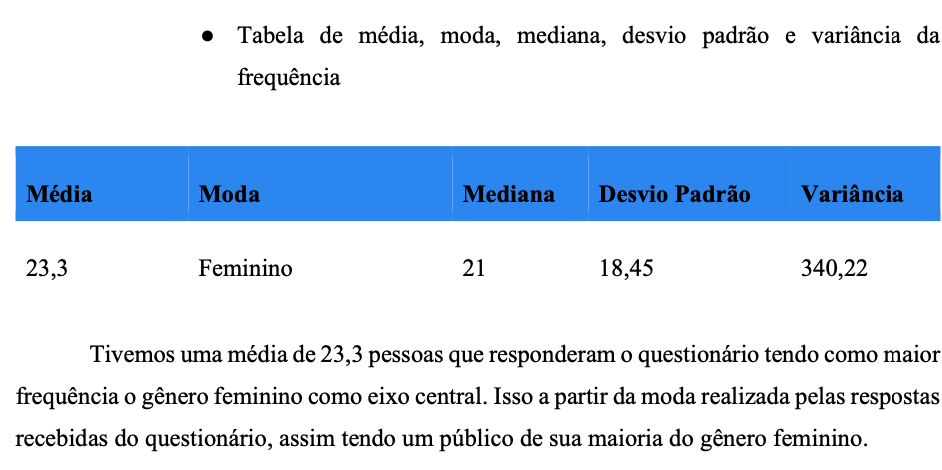 ● Tabela de média, moda, mediana, desvio padrão e variância da
frequência
Média Moda Mediana Desvio Padrão Variância
23,3 Feminino 21 18,45 340,22
Tivemos uma média de 23,3 pessoas que responderam o questionário tendo como maior
frequência o gênero feminino como eixo central. Isso a partir da moda realizada pelas respostas
recebidas do questionário, assim tendo um público de sua maioria do gênero feminino.